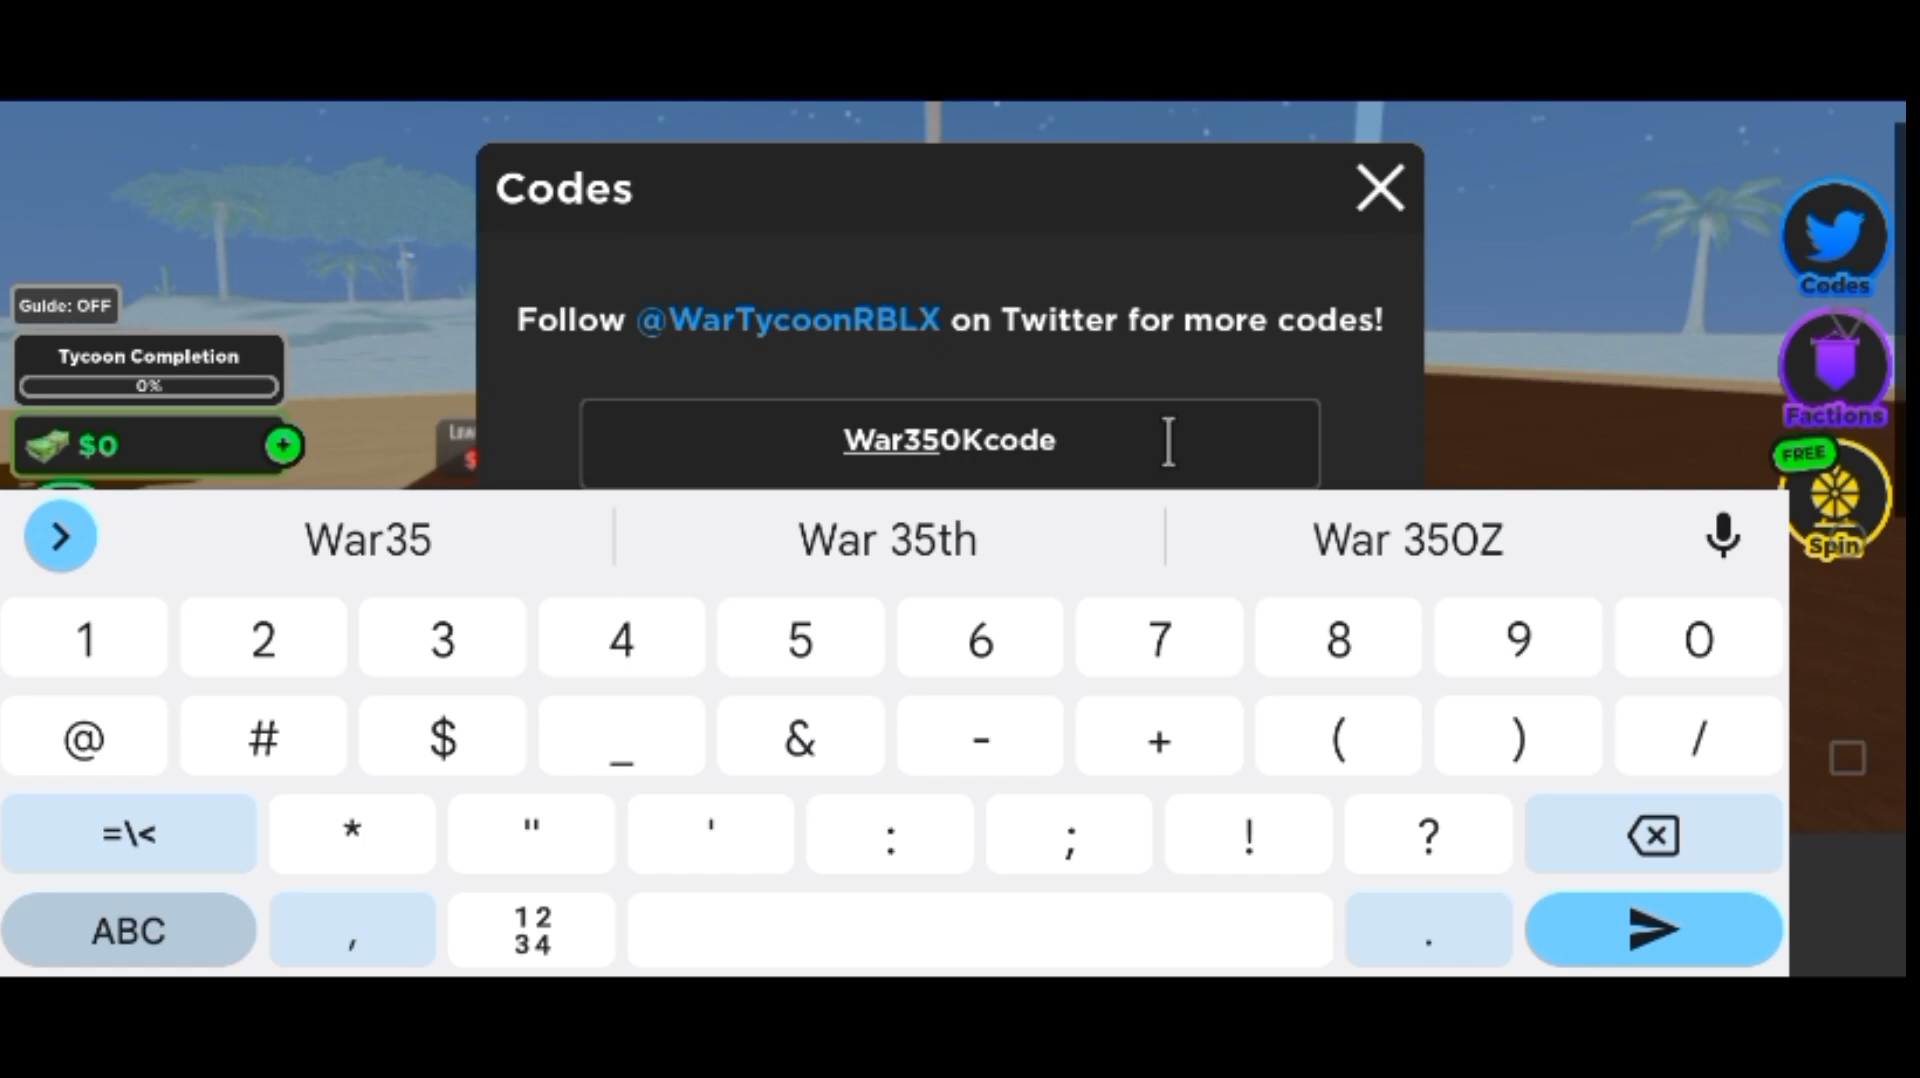 Codes
Follow @WarTycoonRBLX on Twitter for more codes!
War350Kcode
Guide: OFF
Tycoon Completion
0%
$0
+
$
Codes
Factions
FREE
Spin
War35 War 35th War 350Z
1 2 3 4 5 6 7 8 9 0
@ # $ _ & - + ( ) /
=\< * " ' : ; ! ?
ABC , 12 34 .